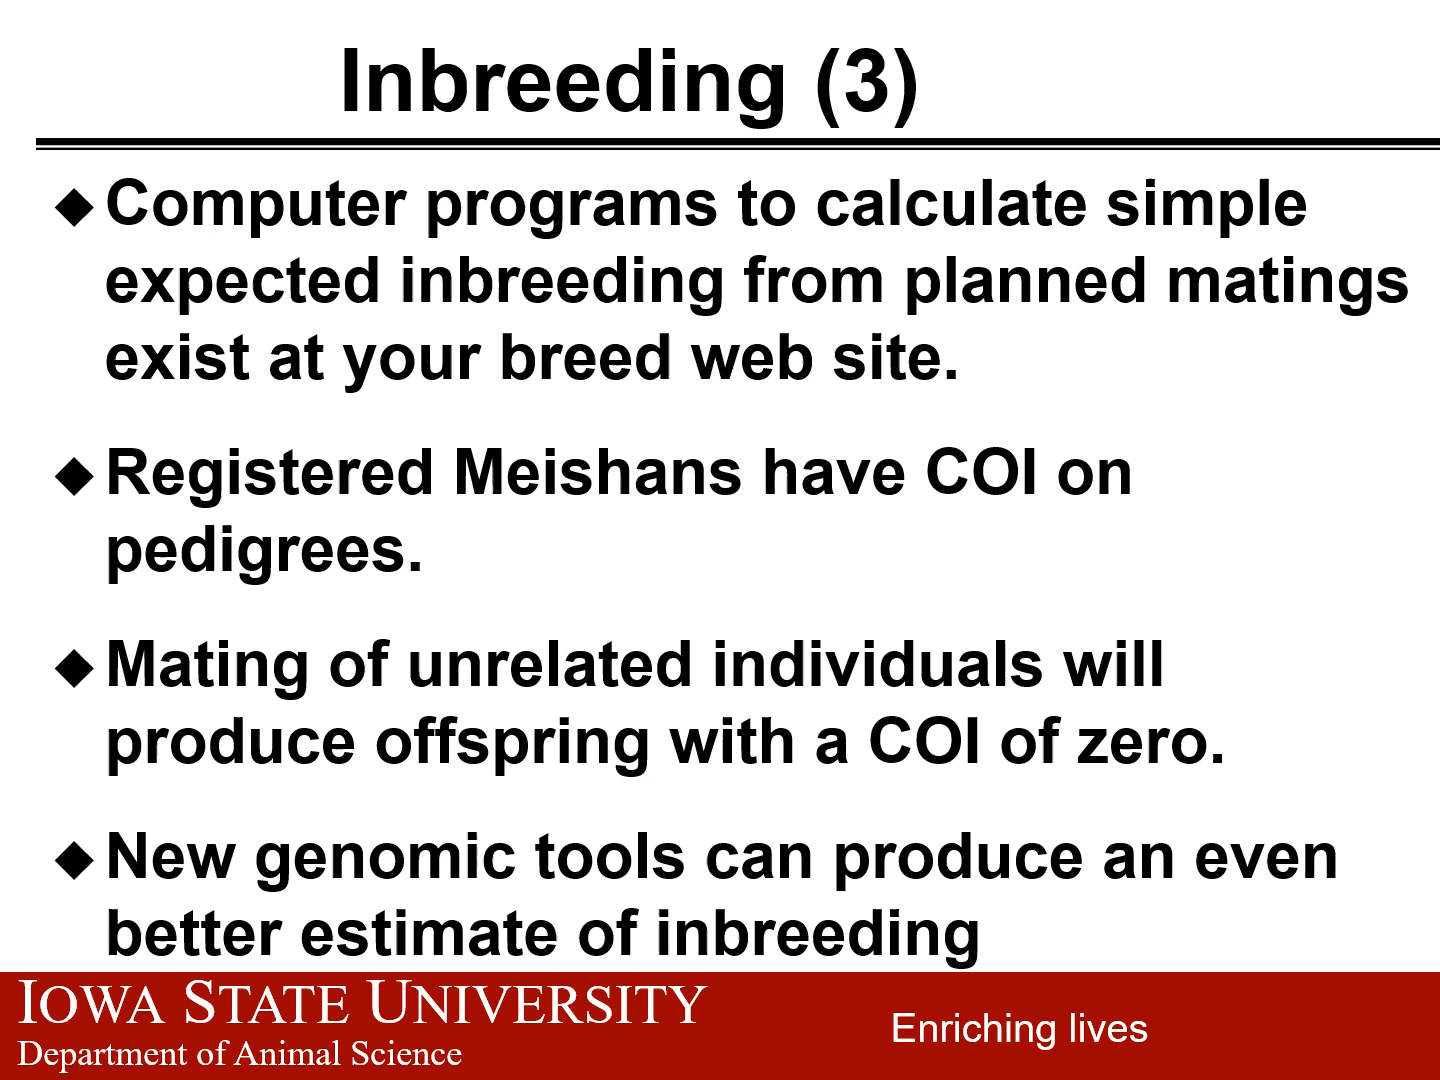 Inbreeding (3)
◆ Computer programs to calculate simple
expected inbreeding from planned matings
exist at your breed web site.
◆ Registered Meishans have COI on
pedigrees.
◆ Mating of unrelated individuals will
produce offspring with a COI of zero.
◆ New genomic tools can produce an even
better estimate of inbreeding
IOWA STATE UNIVERSITY
Department of Animal Science
Enriching lives